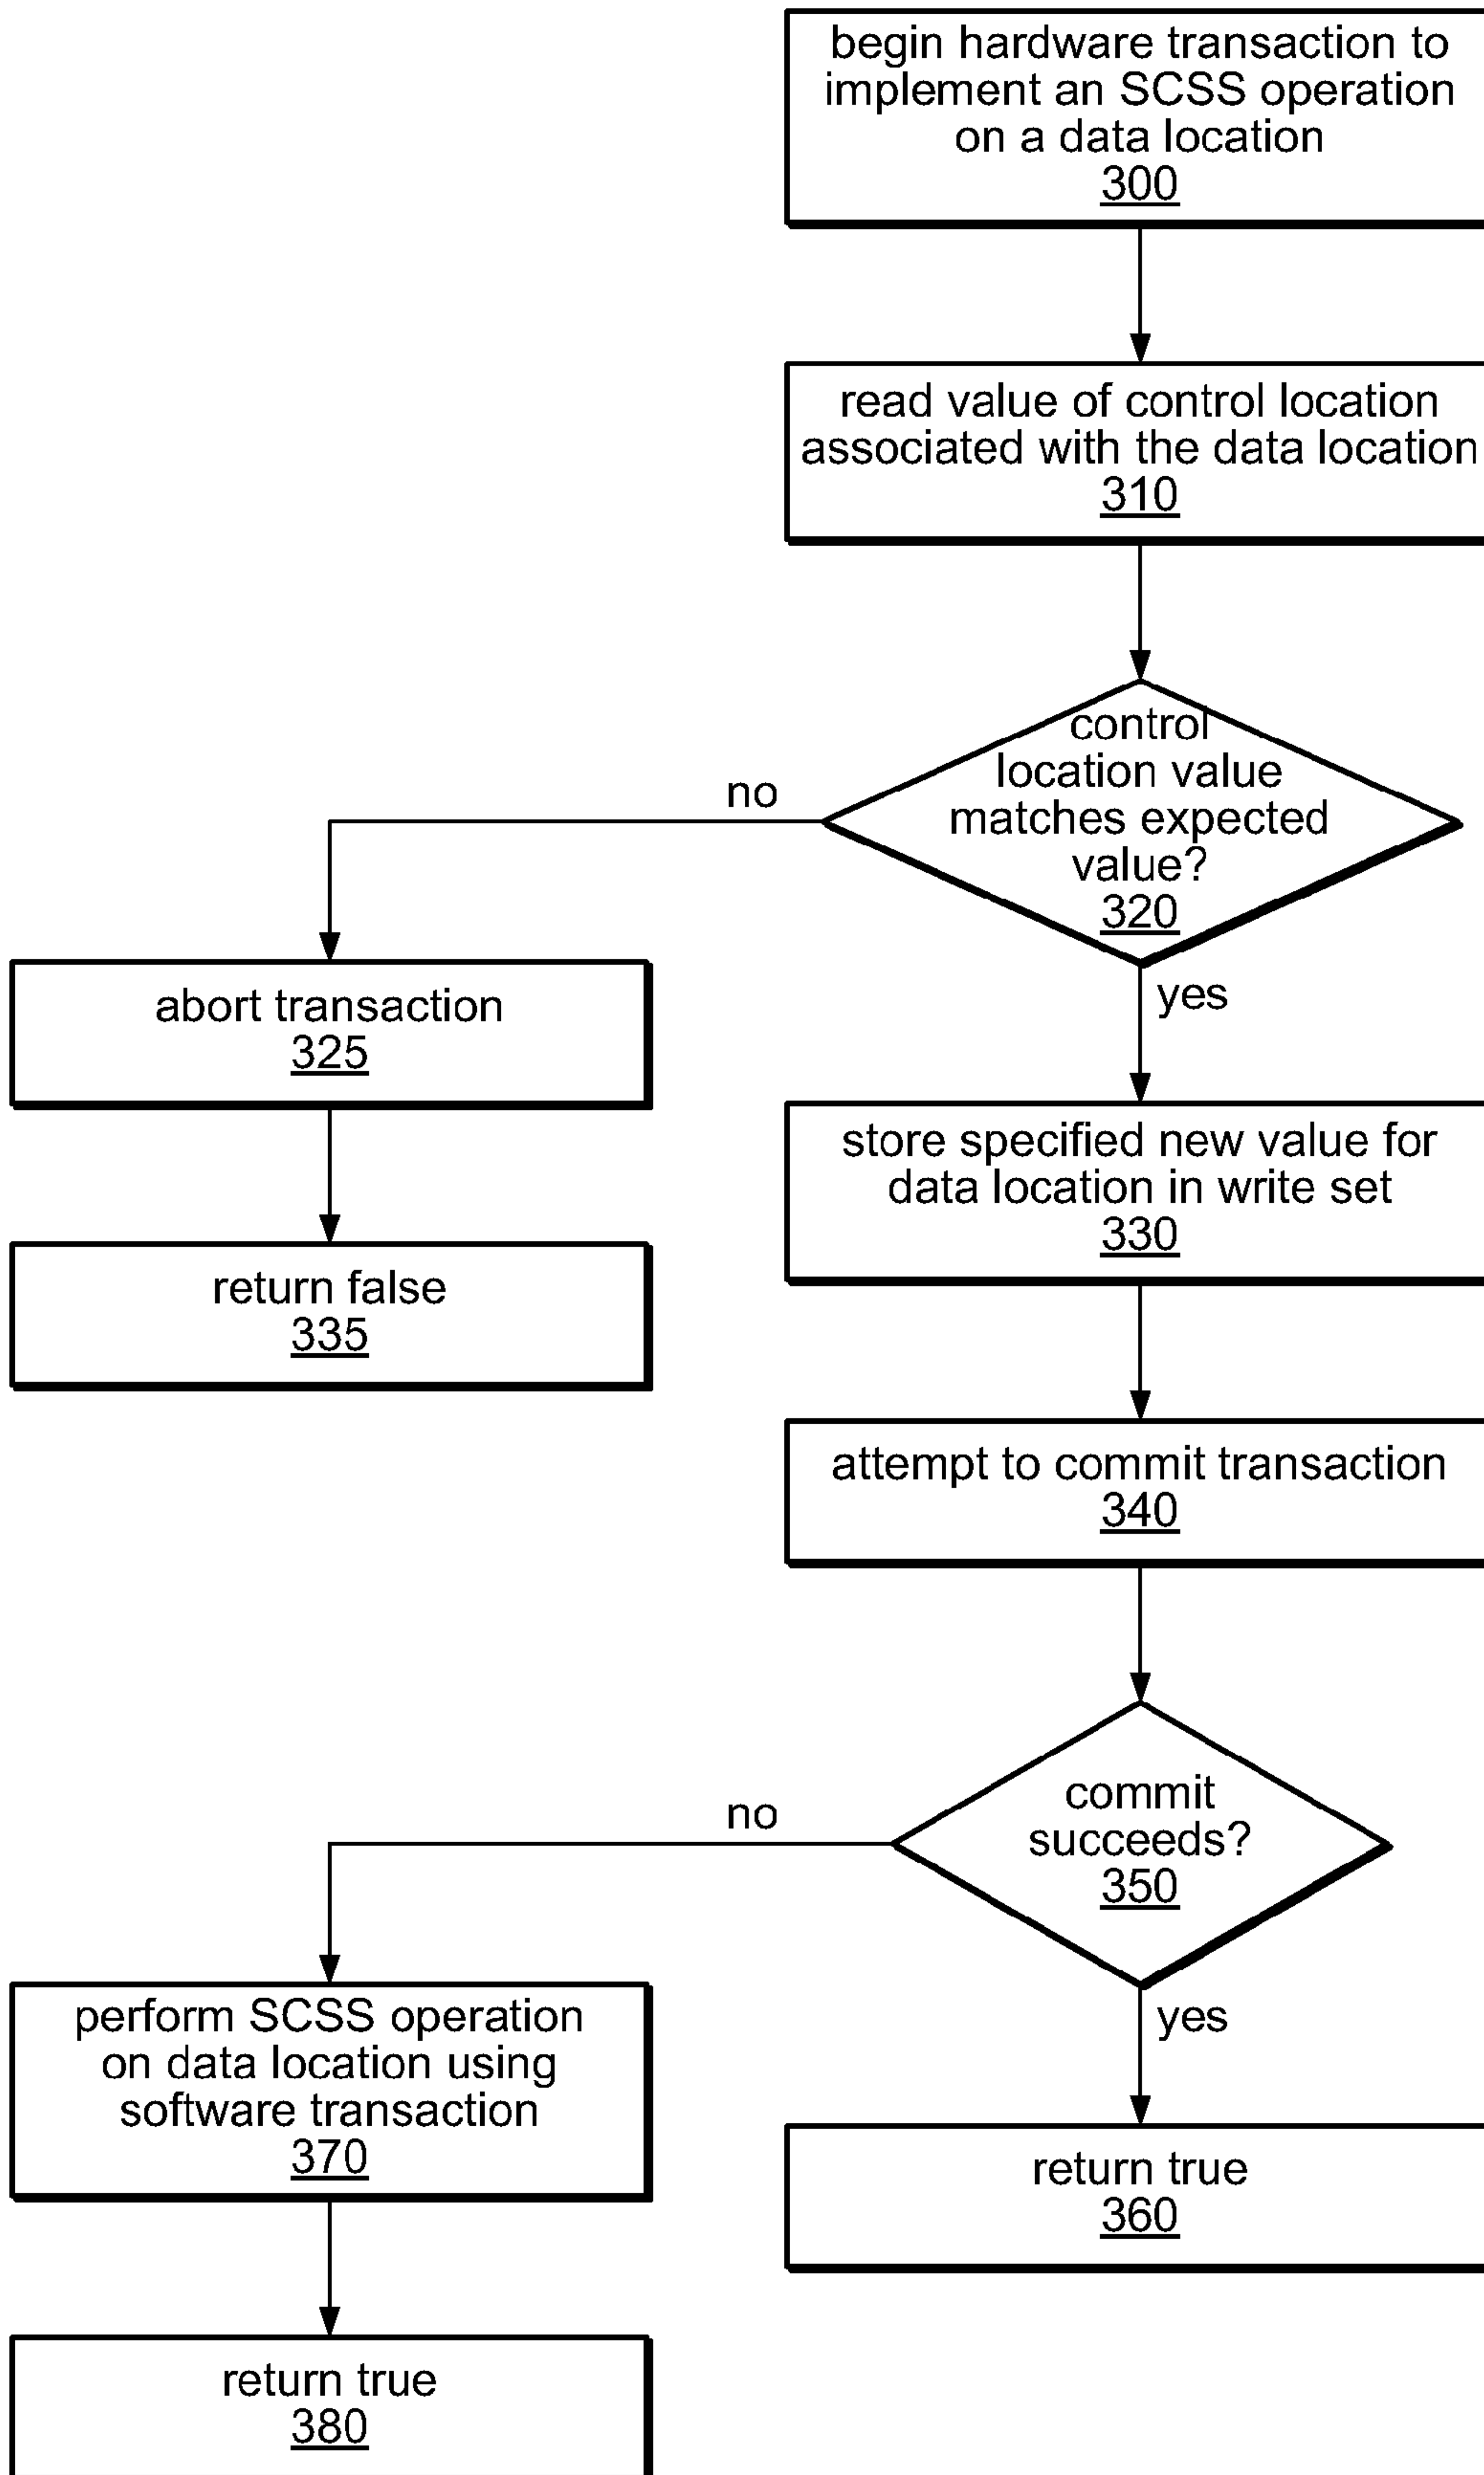 begin hardware transaction to
implement an SCSS operation
on a data location
300
read value of control location
associated with the data location
310
control
location value
matches expected
value?
320
no
yes
abort transaction
325
return false
335
store specified new value for
data location in write set
330
attempt to commit transaction
340
commit
succeeds?
350
no
yes
perform SCSS operation
on data location using
software transaction
370
return true
360
return true
380